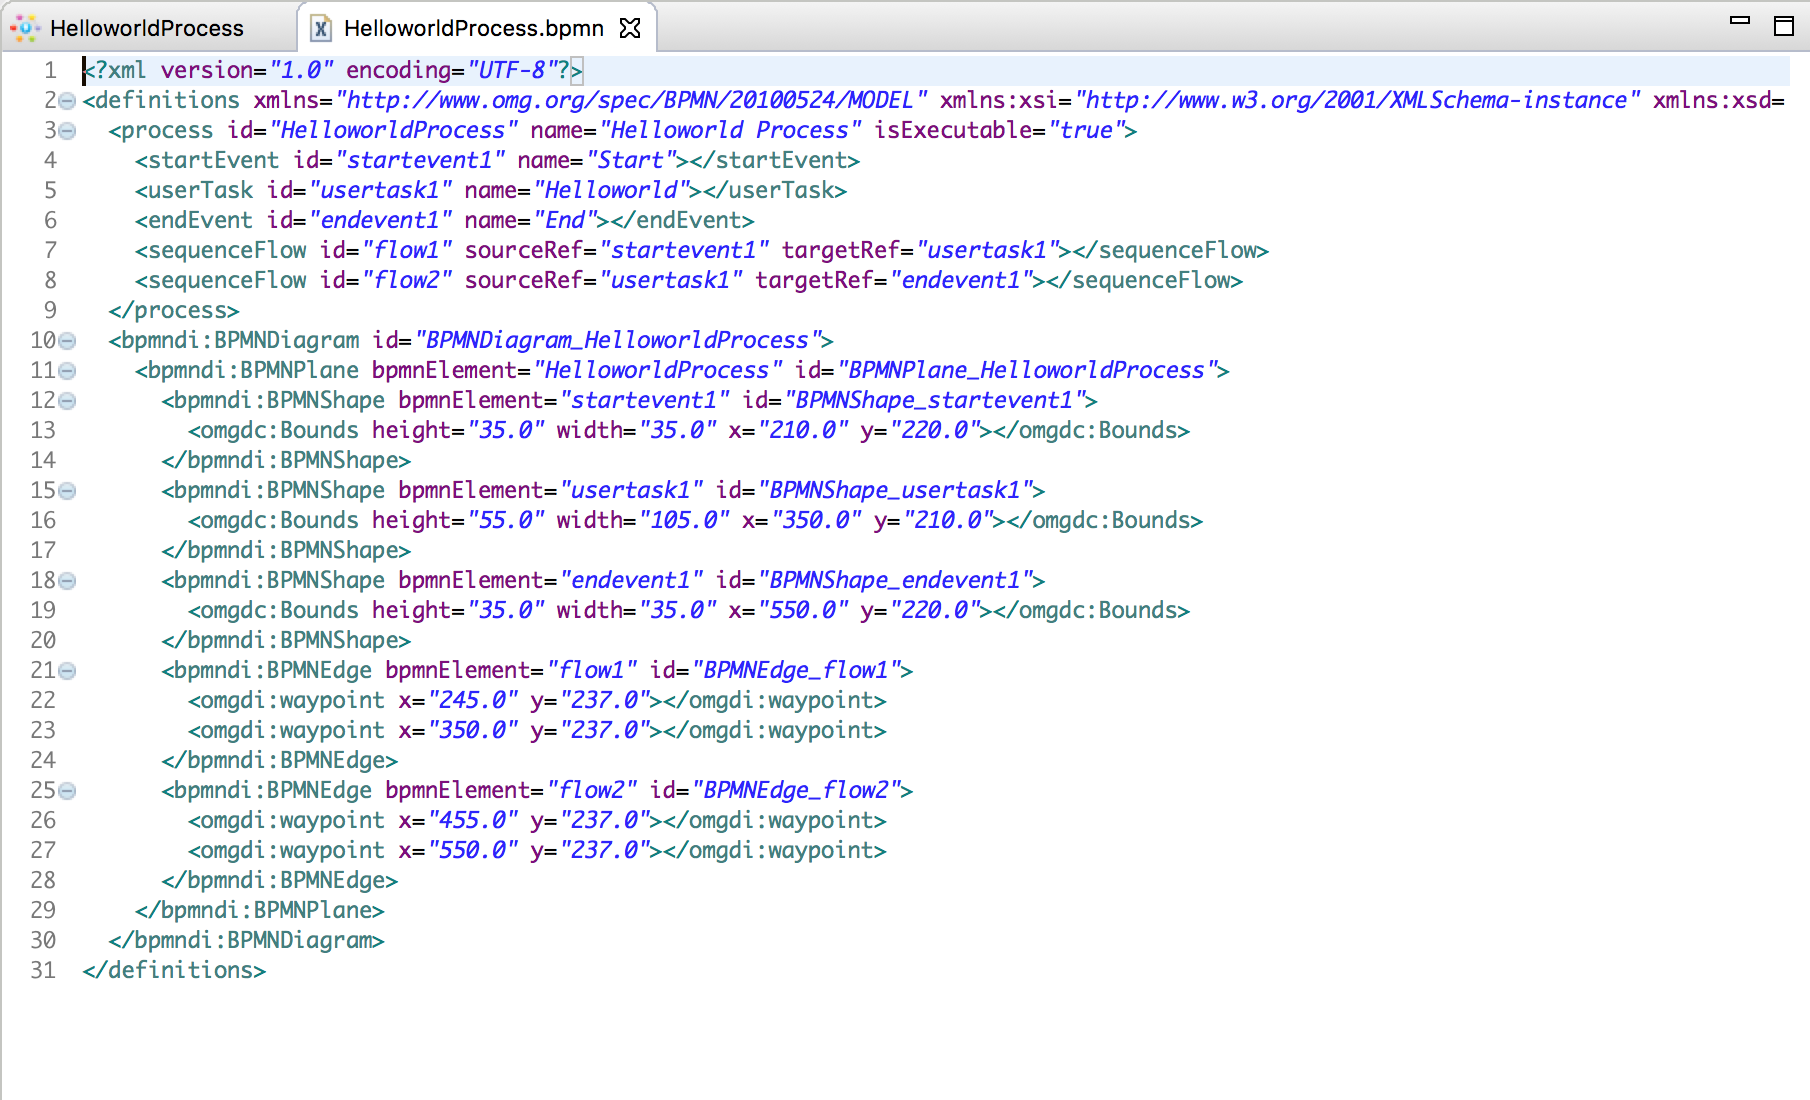 HelloworldProcess
HelloworldProcess.bpmn
1 <?xml version="1.0" encoding="UTF-8"?>
2 <definitions xmlns="http://www.omg.org/spec/BPMN/20100524/MODEL" xmlns:xsi="http://www.w3.org/2001/XMLSchema-instance" xmlns:xsd=
3   <process id="HelloworldProcess" name="Helloworld Process" isExecutable="true">
4     <startEvent id="startevent1" name="Start"></startEvent>
5     <userTask id="usertask1" name="Helloworld"></userTask>
6     <endEvent id="endevent1" name="End"></endEvent>
7     <sequenceFlow id="flow1" sourceRef="startevent1" targetRef="usertask1"></sequenceFlow>
8     <sequenceFlow id="flow2" sourceRef="usertask1" targetRef="endevent1"></sequenceFlow>
9   </process>
10   <bpmndi:BPMNDiagram id="BPMNDiagram_HelloworldProcess">
11     <bpmndi:BPMNPlane bpmnElement="HelloworldProcess" id="BPMNPlane_HelloworldProcess">
12       <bpmndi:BPMNShape bpmnElement="startevent1" id="BPMNShape_startevent1">
13         <omgdc:Bounds height="35.0" width="35.0" x="210.0" y="220.0"></omgdc:Bounds>
14       </bpmndi:BPMNShape>
15       <bpmndi:BPMNShape bpmnElement="usertask1" id="BPMNShape_usertask1">
16         <omgdc:Bounds height="55.0" width="105.0" x="350.0" y="210.0"></omgdc:Bounds>
17       </bpmndi:BPMNShape>
18       <bpmndi:BPMNShape bpmnElement="endevent1" id="BPMNShape_endevent1">
19         <omgdc:Bounds height="35.0" width="35.0" x="550.0" y="220.0"></omgdc:Bounds>
20       </bpmndi:BPMNShape>
21       <bpmndi:BPMNEdge bpmnElement="flow1" id="BPMNEdge_flow1">
22         <omgdi:waypoint x="245.0" y="237.0"></omgdi:waypoint>
23         <omgdi:waypoint x="350.0" y="237.0"></omgdi:waypoint>
24       </bpmndi:BPMNEdge>
25       <bpmndi:BPMNEdge bpmnElement="flow2" id="BPMNEdge_flow2">
26         <omgdi:waypoint x="455.0" y="237.0"></omgdi:waypoint>
27         <omgdi:waypoint x="550.0" y="237.0"></omgdi:waypoint>
28       </bpmndi:BPMNEdge>
29     </bpmndi:BPMNPlane>
30   </bpmndi:BPMNDiagram>
31 </definitions>